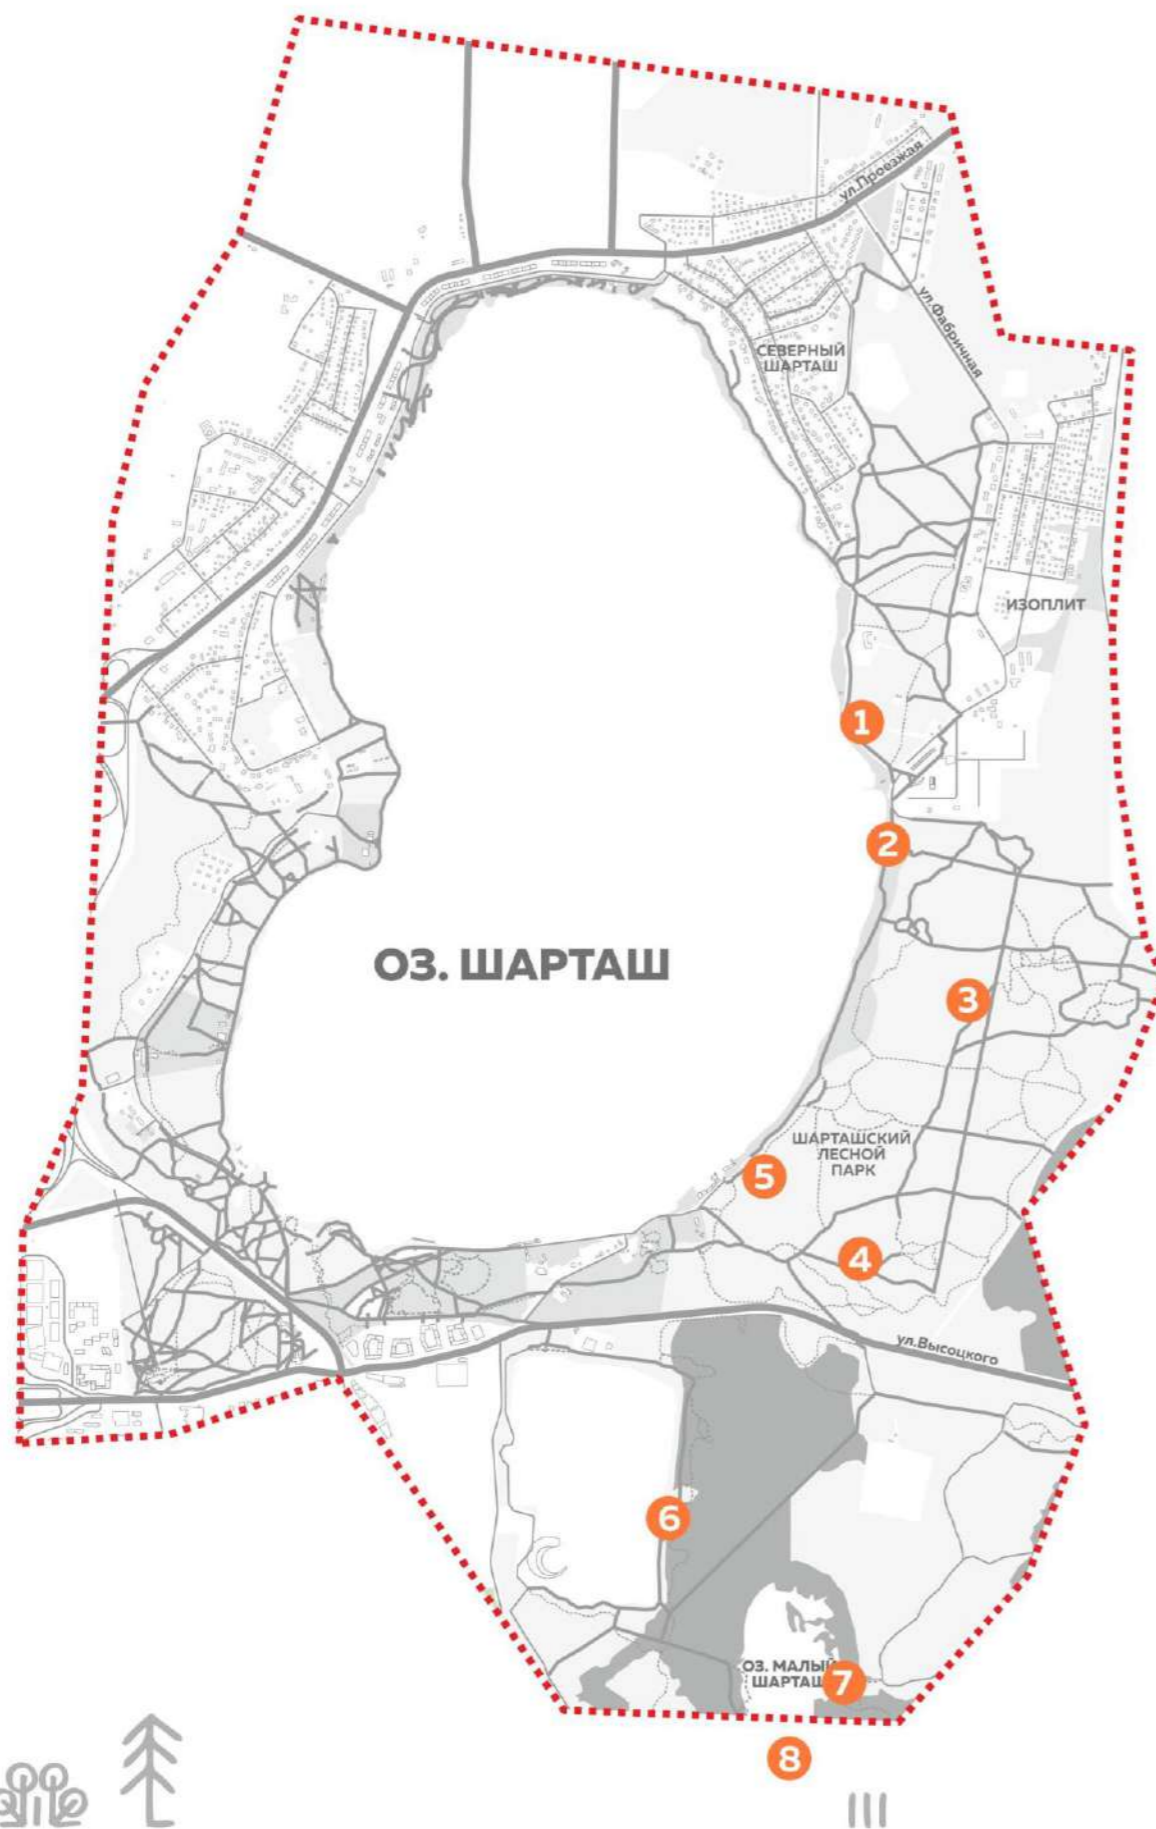 ул.Проезжая
ул.Фабричная
СЕВЕРНЫЙ
ШАРТАШ
ИЗОПЛИТ
1
2
ОЗ. ШАРТАШ
3
ШАРТАШСКИЙ
ЛЕСНОЙ
ПАРК
5
4
ул.Высоцкого
6
ОЗ. МАЛЫЙ
ШАРТАШ
7
8